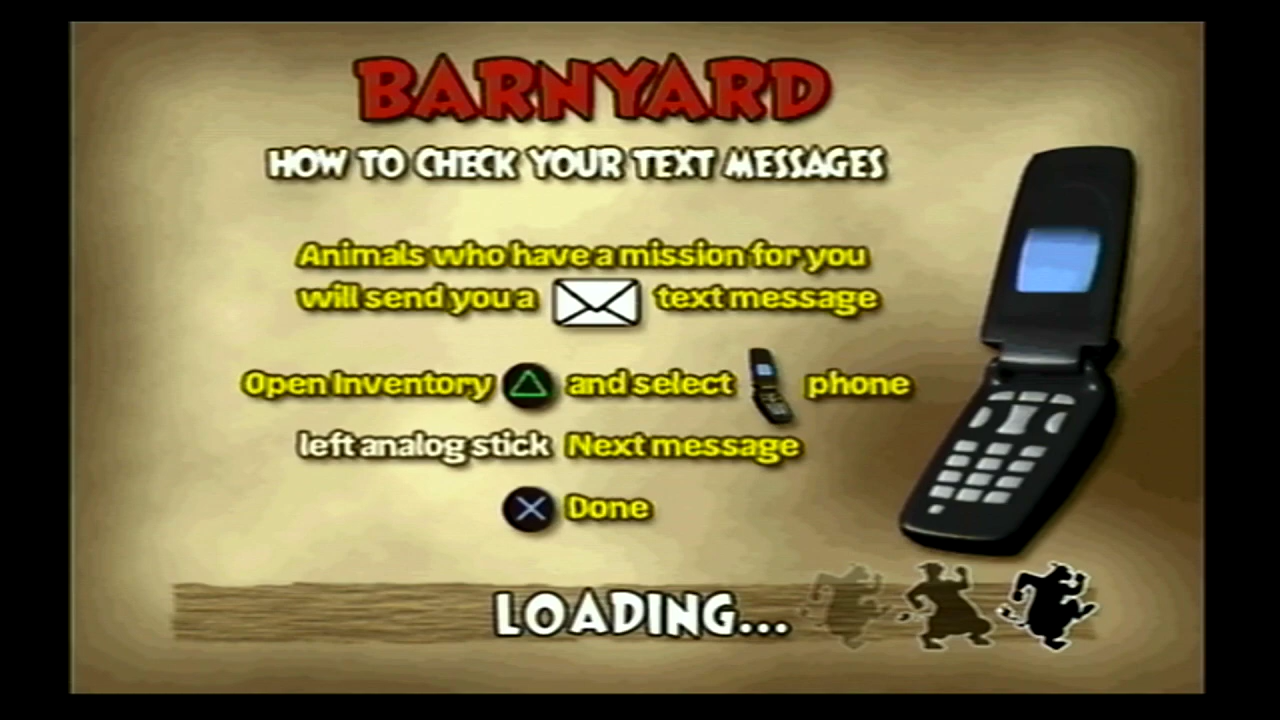 BARNYARD
HOW TO CHECK YOUR TEXT MESSAGES
Animals who have a mission for you
will send you a text message
Open Inventory and select phone
left analog stick Next message
Done
LOADING...